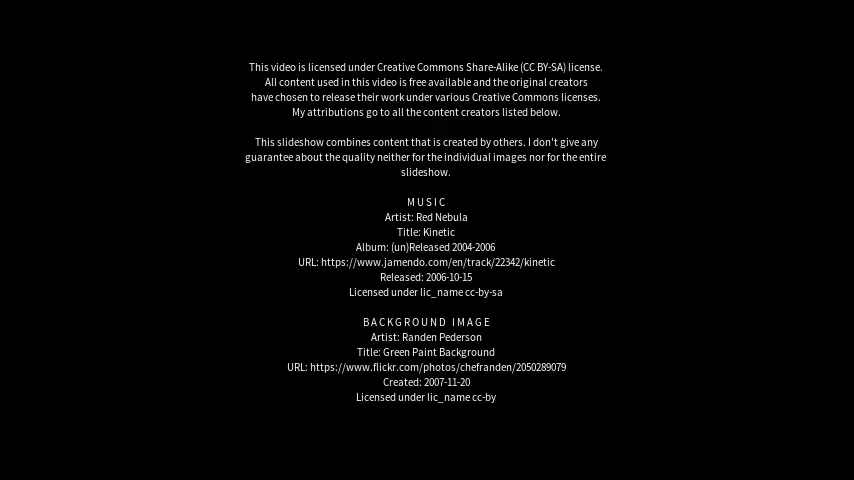 This video is licensed under Creative Commons Share-Alike (CC BY-SA) license.
All content used in this video is free available and the original creators
have chosen to release their work under various Creative Commons licenses.
My attributions go to all the content creators listed below.
This slideshow combines content that is created by others. I don't give any
guarantee about the quality neither for the individual images nor for the entire
slideshow.
MUSIC
Artist: Red Nebula
Title: Kinetic
Album: (un)Released 2004-2006
URL: https://www.jamendo.com/en/track/22342/kinetic
Released: 2006-10-15
Licensed under lic_name cc-by-sa
BACKGROUND IMAGE
Artist: Randen Pederson
Title: Green Paint Background
URL: https://www.flickr.com/photos/chefranden/2050289079
Created: 2007-11-20
Licensed under lic_name cc-by